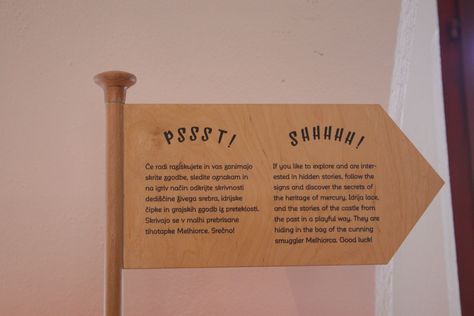 PSSST!
Če radi raziskujete in vas zanimajo
skrite zgodbe, sledite oznakam in
na igriv način odkrijte skrivnosti
dediščine živega srebra, idrijske
čipke in grajskih zgodb iz preteklosti.
Skrivajo se v malhi prebrisane
tihotapke Melhiorce. Srečno!
SHHHHH!
If you like to explore and are inter-
ested in hidden stories, follow the
signs and discover the secrets of
the heritage of mercury, Idrija lace,
and the stories of the castle from
the past in a playful way. They are
hiding in the bag of the cunning
smuggler Melhiorca. Good luck!